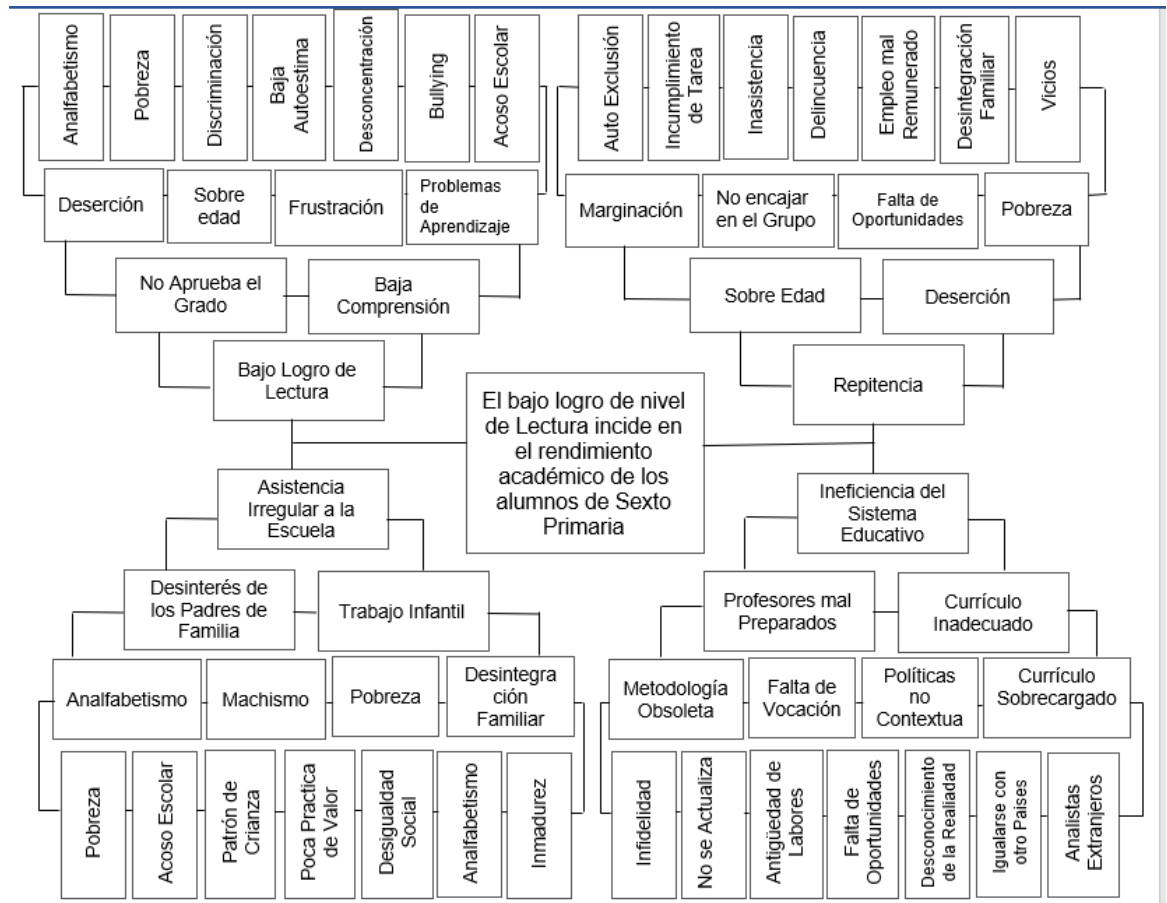 Analfabetismo
Pobreza
Discriminación
Baja
Autoestima
Desconcentración
Bullying
Acoso Escolar
Auto Exclusión
Incumplimiento
de Tarea
Inasistencia
Delincuencia
Empleo mal
Remunerado
Desintegración
Familiar
Vicios
Deserción
Sobre
edad
Frustración
Problemas
de
Aprendizaje
Marginación
No encajar
en el Grupo
Falta de
Oportunidades
Pobreza
No Aprueba el
Grado
Baja
Comprensión
Sobre Edad
Deserción
Bajo Logro de
Lectura
Repitencia
El bajo logro de nivel
de Lectura incide en
el rendimiento
académico de los
alumnos de Sexto
Primaria
Asistencia
Irregular a la
Escuela
Ineficiencia del
Sistema
Educativo
Desinterés de
los Padres de
Familia
Trabajo Infantil
Profesores mal
Preparados
Currículo
Inadecuado
Analfabetismo
Machismo
Pobreza
Desintegra
ción
Familiar
Metodología
Obsoleta
Falta de
Vocación
Políticas
no
Contextua
Currículo
Sobrecargado
Pobreza
Acoso Escolar
Patrón de
Crianza
Poca Practica
de Valor
Desigualdad
Social
Analfabetismo
Inmadurez
Infidelidad
No se Actualiza
Antigüedad de
Labores
Falta de
Oportunidades
Desconocimiento
de la Realiadad
Igualarse con
otro Paises
Analistas
Extranjeros